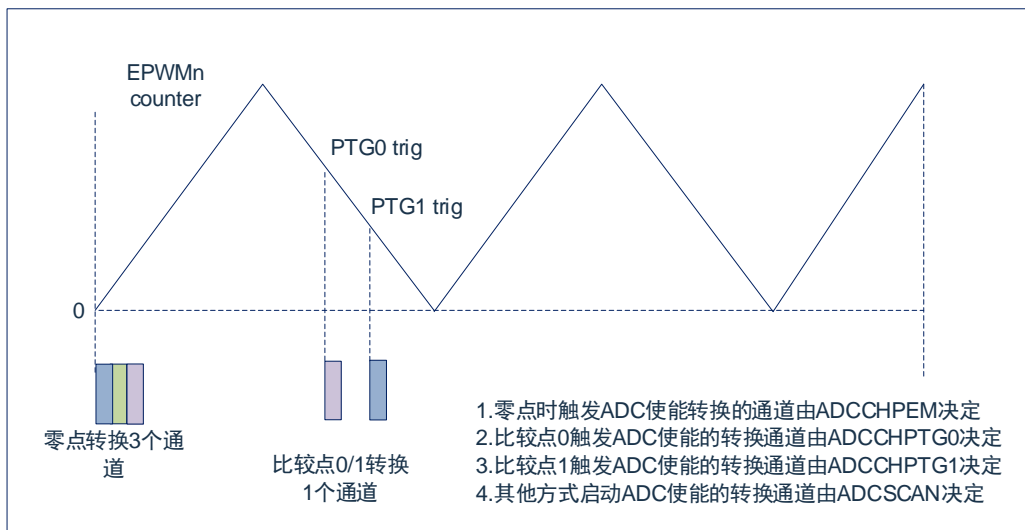 EPWMn
counter
PTG0 trig
PTG1 trig
0
零点转换3个通
道
比较点0/1转换
1个通道
1.零点时触发ADC使能转换的通道由ADCCHPEM决定
2.比较点0触发ADC使能的转换通道由ADCCHPTG0决定
3.比较点1触发ADC使能的转换通道由ADCCHPTG1决定
4.其他方式启动ADC使能的转换通道由ADCSCAN决定